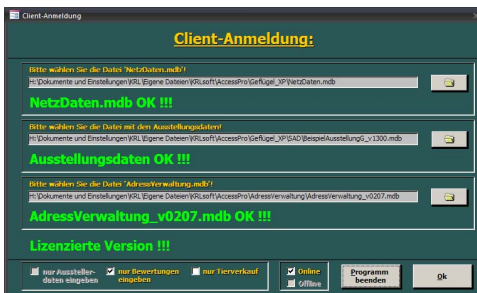 Client-Anmeldung
Client-Anmeldung:
Bitte wählen Sie die Datei 'NetzDaten.mdb'!
H:\Dokumente und Einstellungen\KRL\Eigene Dateien\KRLsoft\AccessPro\Geflügel_XP\NetzDaten.mdb
NetzDaten.mdb OK !!!
Bitte wählen Sie die Datei mit den Ausstellungsdaten!
H:\Dokumente und Einstellungen\KRL\Eigene Dateien\KRLsoft\AccessPro\Geflügel_XP\SAD\BeispielAusstellungG_v1300.mdb
Ausstellungsdaten OK !!!
Bitte wählen Sie die Datei 'AdressVerwaltung.mdb'!
H:\Dokumente und Einstellungen\KRL\Eigene Dateien\KRLsoft\AccessPro\AdressVerwaltung\AdressVerwaltung_v0207.mdb
AdressVerwaltung_v0207.mdb OK !!!
Lizenzierte Version !!!
nur Aussteller-
daten eingeben
nur Bewertungen
eingeben
nur Tierverkauf
Online
Offline
Programm
beenden
Ok